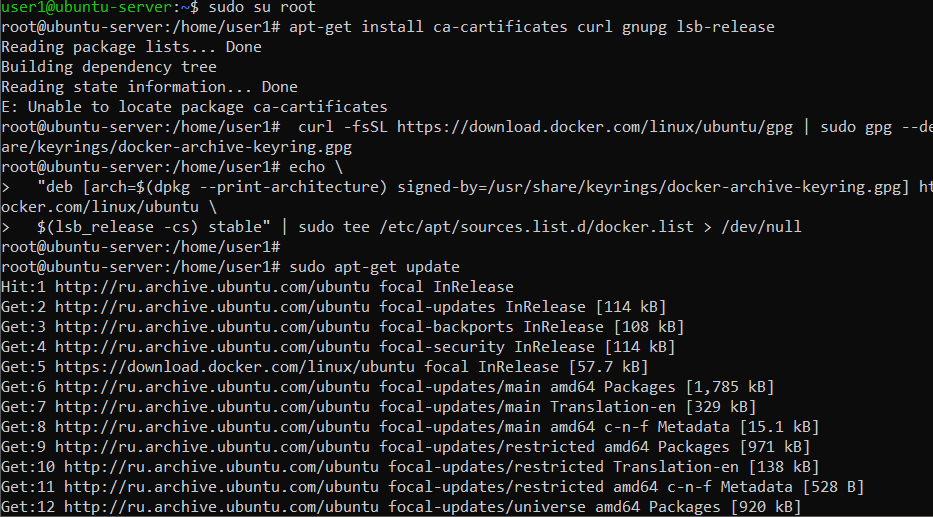 user1@ubuntu-server:~$ sudo su root
root@ubuntu-server:/home/user1# apt-get install ca-cartificates curl gnupg lsb-release
Reading package lists... Done
Building dependency tree
Reading state information... Done
E: Unable to locate package ca-cartificates
root@ubuntu-server:/home/user1#  curl -fsSL https://download.docker.com/linux/ubuntu/gpg | sudo gpg --de
are/keyrings/docker-archive-keyring.gpg
root@ubuntu-server:/home/user1# echo \
>   "deb [arch=$(dpkg --print-architecture) signed-by=/usr/share/keyrings/docker-archive-keyring.gpg] ht
ocker.com/linux/ubuntu \
>   $(lsb_release -cs) stable" | sudo tee /etc/apt/sources.list.d/docker.list > /dev/null
root@ubuntu-server:/home/user1#
root@ubuntu-server:/home/user1# sudo apt-get update
Hit:1 http://ru.archive.ubuntu.com/ubuntu focal InRelease
Get:2 http://ru.archive.ubuntu.com/ubuntu focal-updates InRelease [114 kB]
Get:3 http://ru.archive.ubuntu.com/ubuntu focal-backports InRelease [108 kB]
Get:4 http://ru.archive.ubuntu.com/ubuntu focal-security InRelease [114 kB]
Get:5 https://download.docker.com/linux/ubuntu focal InRelease [57.7 kB]
Get:6 http://ru.archive.ubuntu.com/ubuntu focal-updates/main amd64 Packages [1,785 kB]
Get:7 http://ru.archive.ubuntu.com/ubuntu focal-updates/main Translation-en [329 kB]
Get:8 http://ru.archive.ubuntu.com/ubuntu focal-updates/main amd64 c-n-f Metadata [15.1 kB]
Get:9 http://ru.archive.ubuntu.com/ubuntu focal-updates/restricted amd64 Packages [971 kB]
Get:10 http://ru.archive.ubuntu.com/ubuntu focal-updates/restricted Translation-en [138 kB]
Get:11 http://ru.archive.ubuntu.com/ubuntu focal-updates/restricted amd64 c-n-f Metadata [528 B]
Get:12 http://ru.archive.ubuntu.com/ubuntu focal-updates/universe amd64 Packages [920 kB]